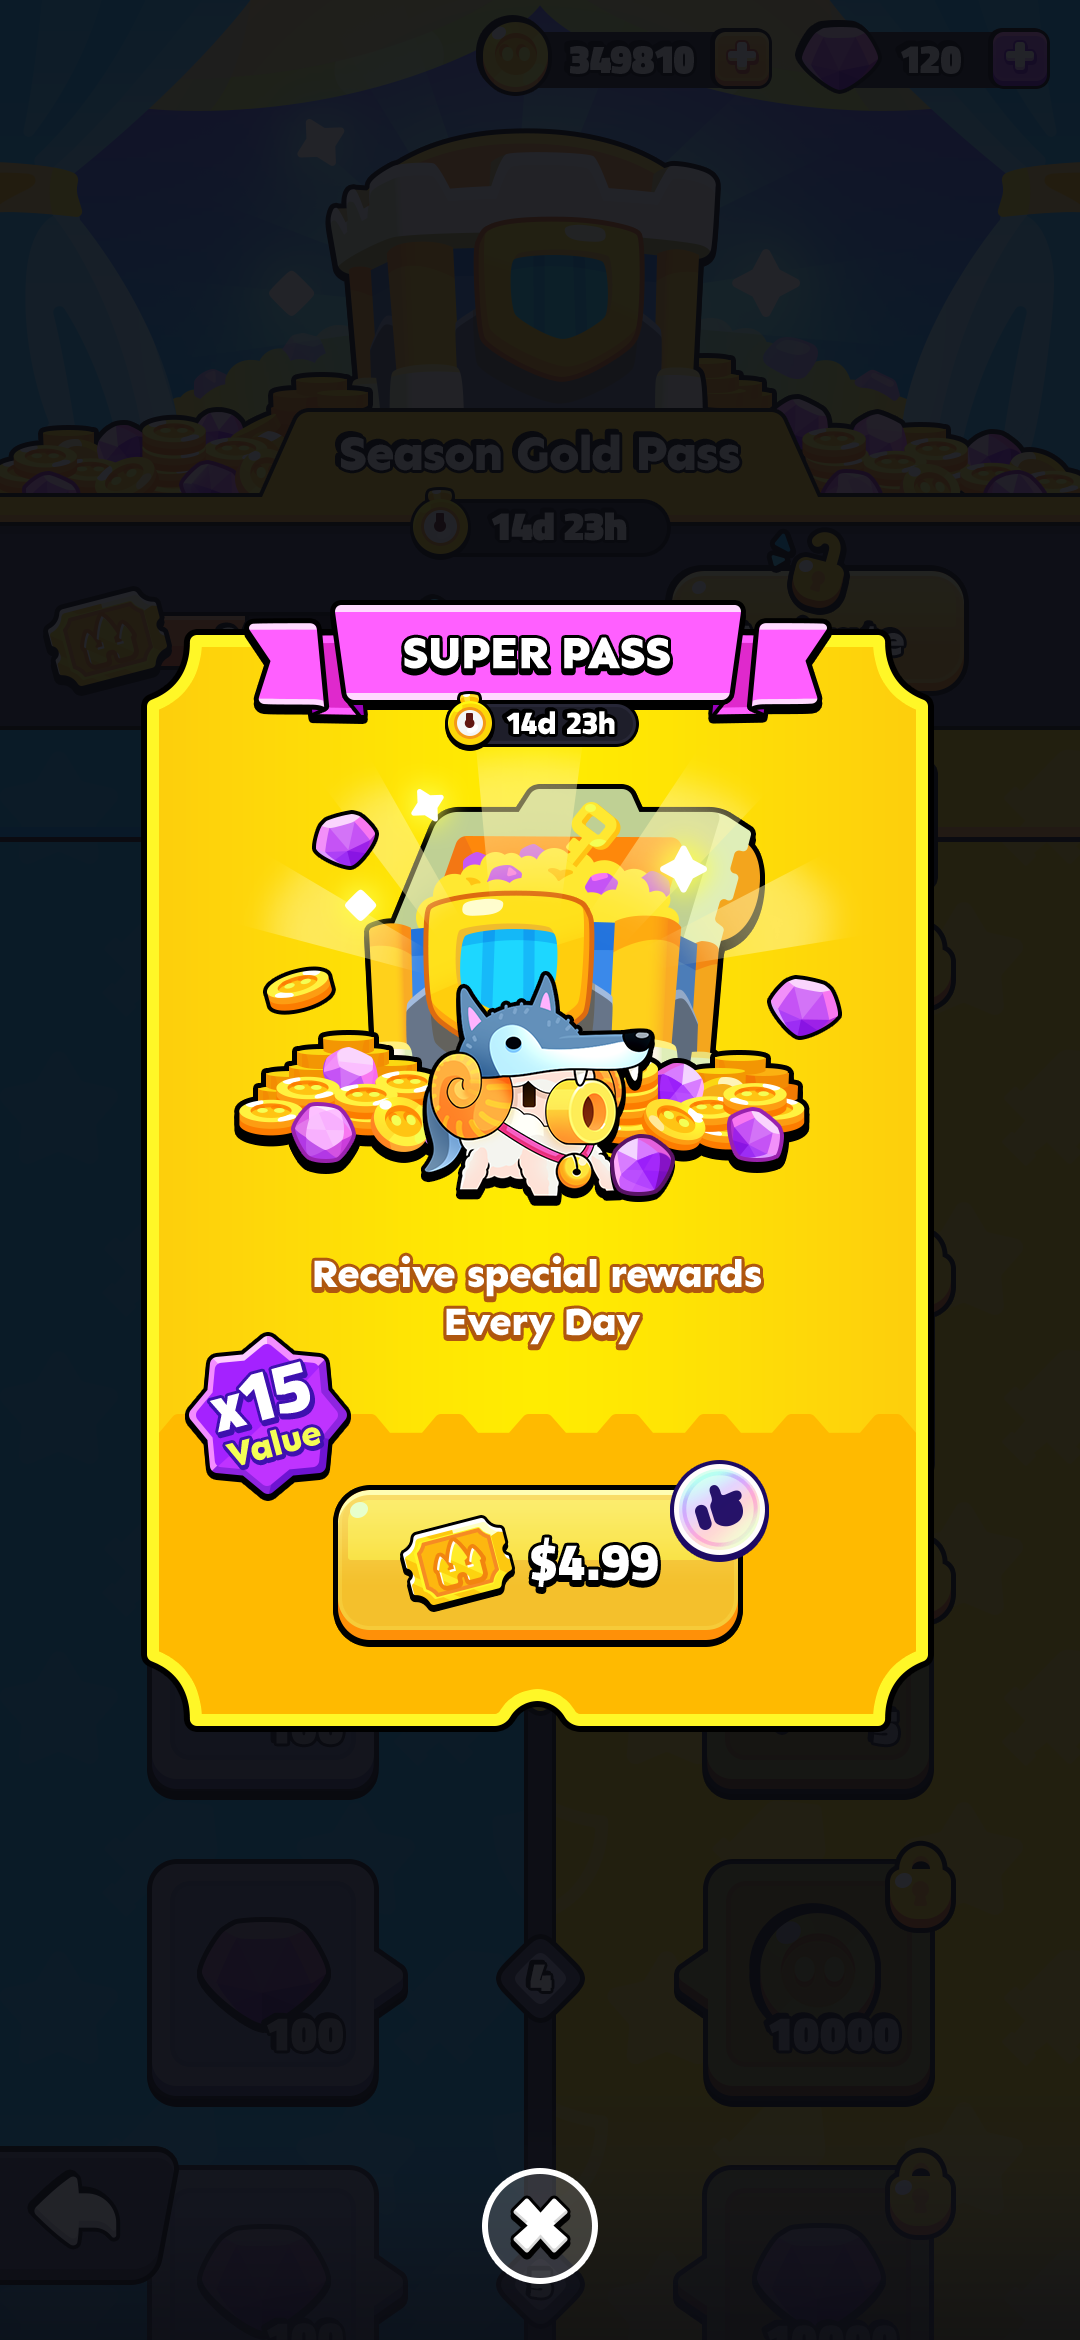 349810
120
Season Gold Pass
14d 23h
SUPER PASS
14d 23h
Receive special rewards
Every Day
x15
Value
$4.99
100
4
10000